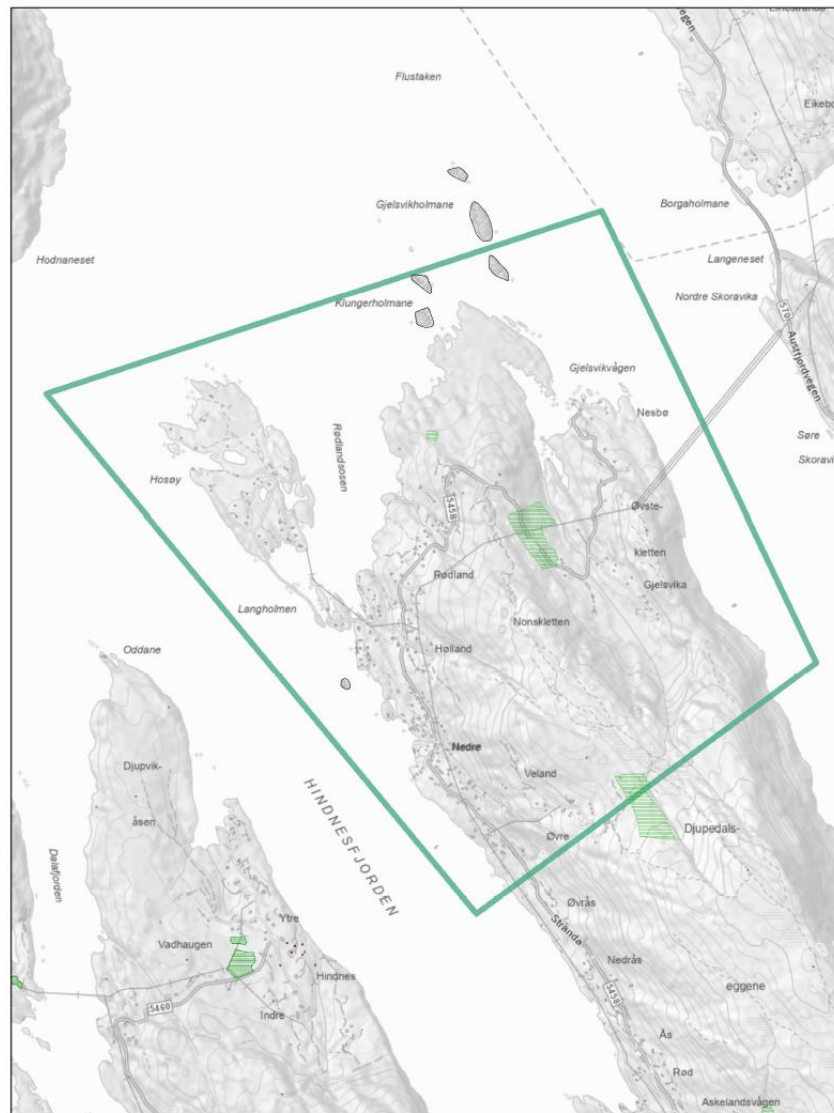 Flustaken
Eikebo
Gjelsvikholmane
Borgaholmane
Hodnaneset
Langeneset
Nordre Skoravika
Klungerholmane
570
Austfjordvegen
Gjelsvikvågen
Nesbø
Rødlandsosen
Søre
Skoravi
Hosøy
5458
Øvste-
kletten
Rødland
Gjelsvika
Langholmen
Nonskletten
Hølland
Oddane
Nedre
Djupvik-
åsen
Veland
HINDNESFJORDEN
Øvre
Djupedals-
Dalafjorden
Øvrås
Ytre
Stranda
Vadhaugen
Nedrås
Hindnes
5458
eggene
5460
Indre
Ås
Rød
Askelandsvågen